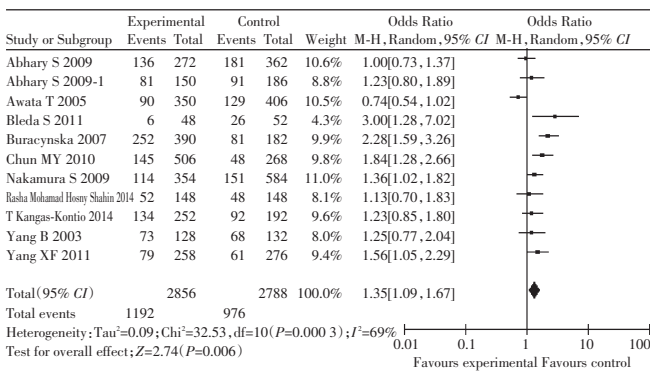 Experimental Control Odds Ratio Odds Ratio
Study or Subgroup Events Total Events Total Weight M-H, Random, 95% CI M-H, Random, 95% CI
Abhary S 2009 136 272 181 362 10.6% 1.00[0.73, 1.37]
Abhary S 2009-1 81 150 91 186 8.2% 1.23[0.80, 1.89]
Awata T 2005 90 350 129 406 10.5% 0.74[0.54, 1.02]
Bleda S 2011 6 48 26 52 4.3% 3.00[1.28, 7.02]
Buracynska 2007 252 390 81 182 9.9% 2.28[1.59, 3.26]
Chun MY 2010 145 506 48 268 9.8% 1.84[1.28, 2.66]
Nakamura S 2009 114 354 151 584 11.0% 1.36[1.02, 1.82]
Rasha Mohamad Hosny Shahin 2014 52 148 48 148 8.4% 1.13[0.70, 1.83]
T Kangas-Kontio 2014 134 252 92 192 9.6% 1.23[0.85, 1.80]
Yang B 2003 73 128 68 132 8.0% 1.25[0.77, 2.04]
Yang XF 2011 79 258 61 276 9.4% 1.56[1.05, 2.29]
Total(95% CI) 2856 2788 100.0% 1.35[1.09, 1.67]
Total events 1192 976
Heterogeneity: Tau²=0.09; Chi²=32.53, df=10(P=0.000 3); I²=69%
Test for overall effect; Z=2.74(P=0.006)
0.01 0.1 1 10 100
Favours experimental Favours control